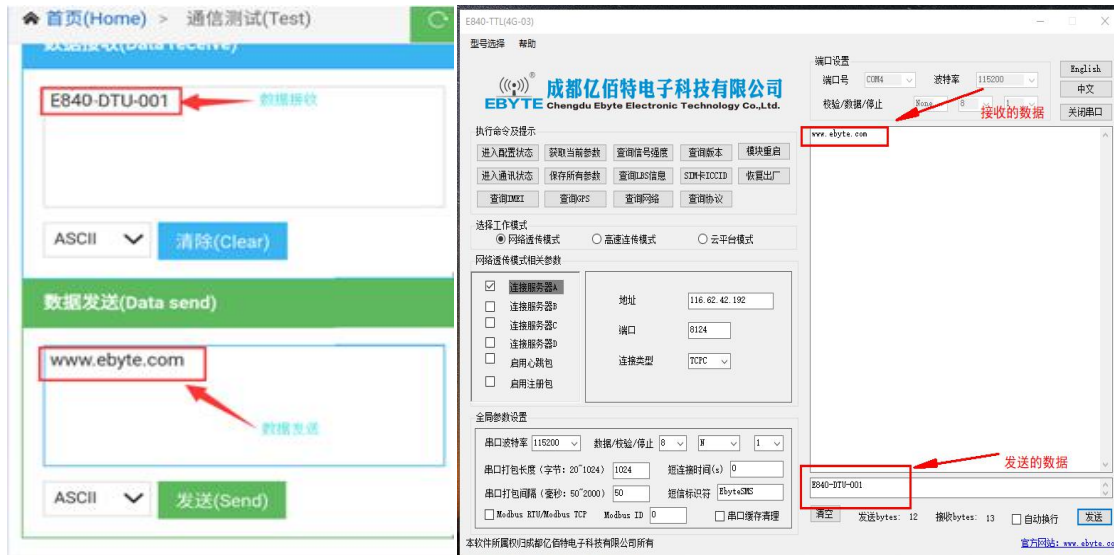 首页(Home) > 通信测试(Test)
数据接收(Data receive)
E840-DTU-001
数据接收
ASCII
清除(Clear)
数据发送(Data send)
www.ebyte.com
数据发送
ASCII
发送(Send)
E840-TTL(4G-03)
型号选择 帮助
EBYTE
成都亿佰特电子科技有限公司
Chengdu Ebyte Electronic Technology Co.,Ltd.
端口设置
端口号 COM4 波特率 115200
校验/数据/停止 None 8 1
English
中文
关闭串口
接收的数据
www.ebyte.com
执行命令及提示
进入配置状态 获取当前参数 查询信号强度 查询版本 模块重启
进入通讯状态 保存所有参数 查询LBS信息 SIM卡ICCID 恢复出厂
查询IMEI 查询GPS 查询网络 查询协议
选择工作模式
网络透传模式 高速连传模式 云平台模式
网络透传模式相关参数
连接服务器A
连接服务器B
连接服务器C
连接服务器D
启用心跳包
启用注册包
地址 116.62.42.192
端口 8124
连接类型 TCPC
全局参数设置
串口波特率 115200 数据/校验/停止 8 N 1
串口打包长度 (字节: 20~1024) 1024 短连接时间(s) 0
串口打包间隔 (毫秒: 50~2000) 50 短信标识符 EbyteSMS
Modbus RTU/Modbus TCP Modbus ID 0 串口缓存清理
发送的数据
E840-DTU-001
清空 发送bytes: 12 接收bytes: 13 自动换行 发送
本软件所属权归成都亿佰特电子科技有限公司所有
官方网站: www.ebyte.co